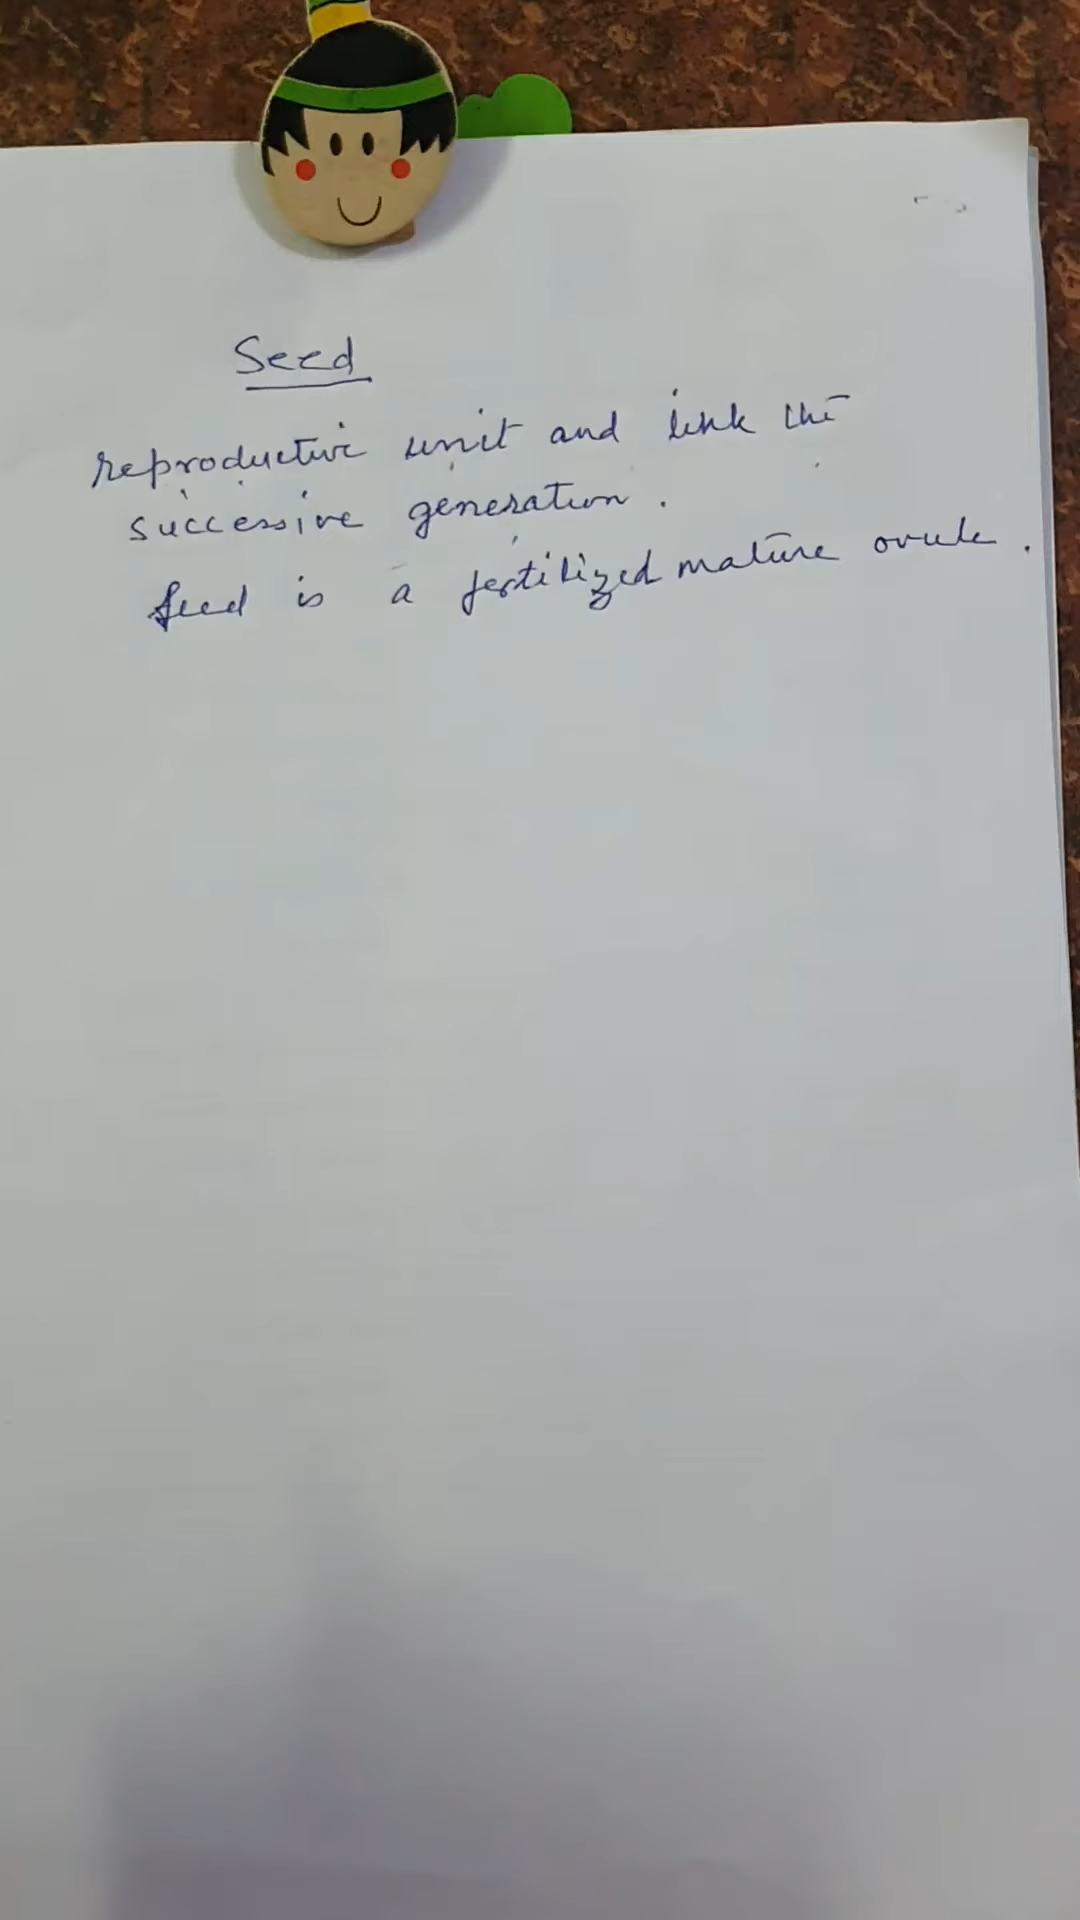 Seed
reproductive unit and link the
successive generation.
Seed is a fertilized mature ovule.